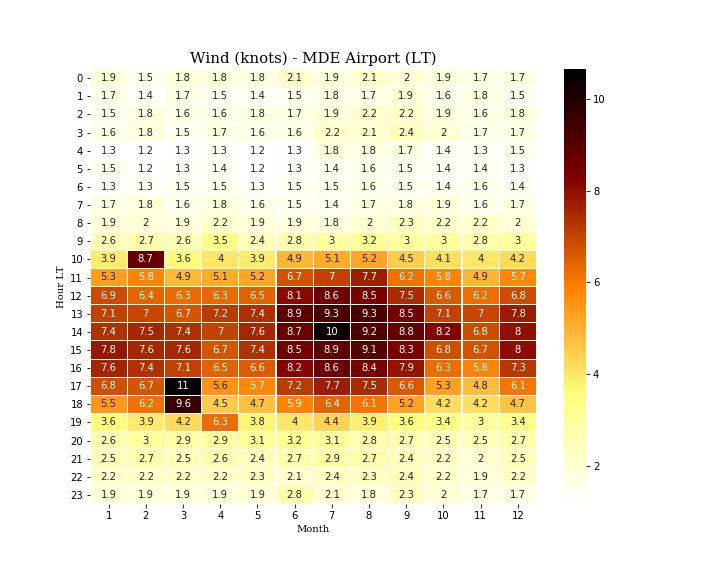 Wind (knots) - MDE Airport (LT)
0 1.9 1.5 1.8 1.8 1.8 2.1 1.9 2.1 2 1.9 1.7 1.7
1 1.7 1.4 1.7 1.5 1.4 1.5 1.8 1.7 1.9 1.6 1.8 1.5
2 1.5 1.8 1.6 1.6 1.8 1.7 1.9 2.2 2.2 1.9 1.6 1.8
3 1.6 1.8 1.5 1.7 1.6 1.6 2.2 2.1 2.4 2 1.7 1.7
4 1.3 1.2 1.3 1.3 1.2 1.3 1.8 1.8 1.7 1.4 1.3 1.5
5 1.5 1.2 1.3 1.4 1.2 1.3 1.4 1.6 1.5 1.4 1.4 1.3
6 1.3 1.3 1.5 1.5 1.3 1.5 1.5 1.6 1.5 1.4 1.6 1.4
7 1.7 1.8 1.6 1.8 1.6 1.5 1.4 1.7 1.8 1.9 1.6 1.7
8 1.9 2 1.9 2.2 1.9 1.9 1.8 2 2.3 2.2 2.2 2
9 2.6 2.7 2.6 3.5 2.4 2.8 3 3.2 3 3 2.8 3
10 3.9 8.7 3.6 4 3.9 4.9 5.1 5.2 4.5 4.1 4 4.2
11 5.3 5.8 4.9 5.1 5.2 6.7 7 7.7 6.2 5.8 4.9 5.7
12 6.9 6.4 6.3 6.3 6.5 8.1 8.6 8.5 7.5 6.6 6.2 6.8
13 7.1 7 6.7 7.2 7.4 8.9 9.3 9.3 8.5 7.1 7 7.8
14 7.4 7.5 7.4 7 7.6 8.7 10 9.2 8.8 8.2 6.8 8
15 7.8 7.6 7.6 6.7 7.4 8.5 8.9 9.1 8.3 6.8 6.7 8
16 7.6 7.4 7.1 6.5 6.6 8.2 8.6 8.4 7.9 6.3 5.8 7.3
17 6.8 6.7 11 5.6 5.7 7.2 7.7 7.5 6.6 5.3 4.8 6.1
18 5.5 6.2 9.6 4.5 4.7 5.9 6.4 6.1 5.2 4.2 4.2 4.7
19 3.6 3.9 4.2 6.3 3.8 4 4.4 3.9 3.6 3.4 3 3.4
20 2.6 3 2.9 2.9 3.1 3.2 3.1 2.8 2.7 2.5 2.5 2.7
21 2.5 2.7 2.5 2.6 2.4 2.7 2.9 2.7 2.4 2.2 2 2.5
22 2.2 2.2 2.2 2.2 2.3 2.1 2.4 2.3 2.4 2.2 1.9 2.2
23 1.9 1.9 1.9 1.9 1.9 2.8 2.1 1.8 2.3 2 1.7 1.7
1 2 3 4 5 6 7 8 9 10 11 12
Month
Hour LT
10
8
6
4
2